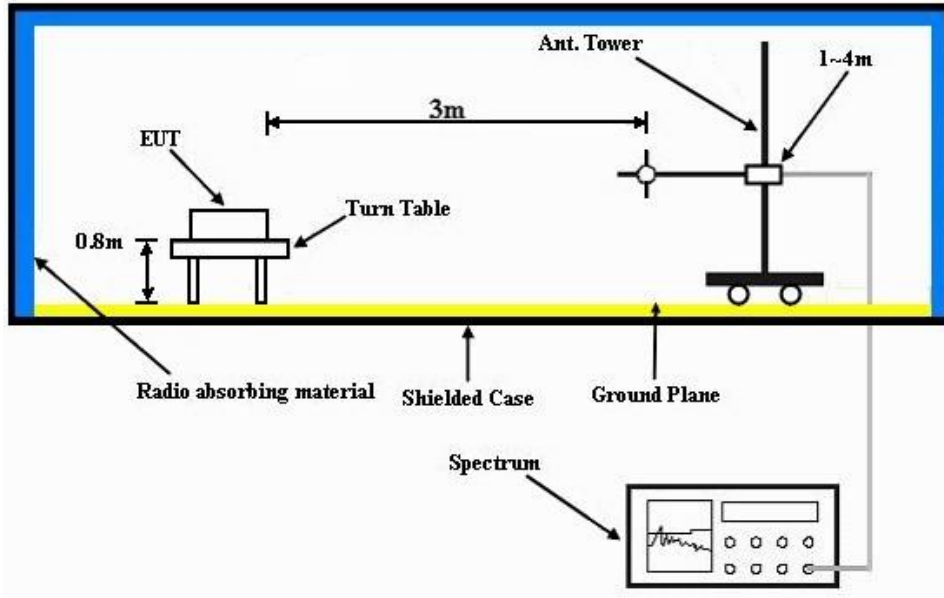 Ant. Tower
1~4m
3m
EUT
Turn Table
0.8m
Radio absorbing material
Shielded Case
Ground Plane
Spectrum